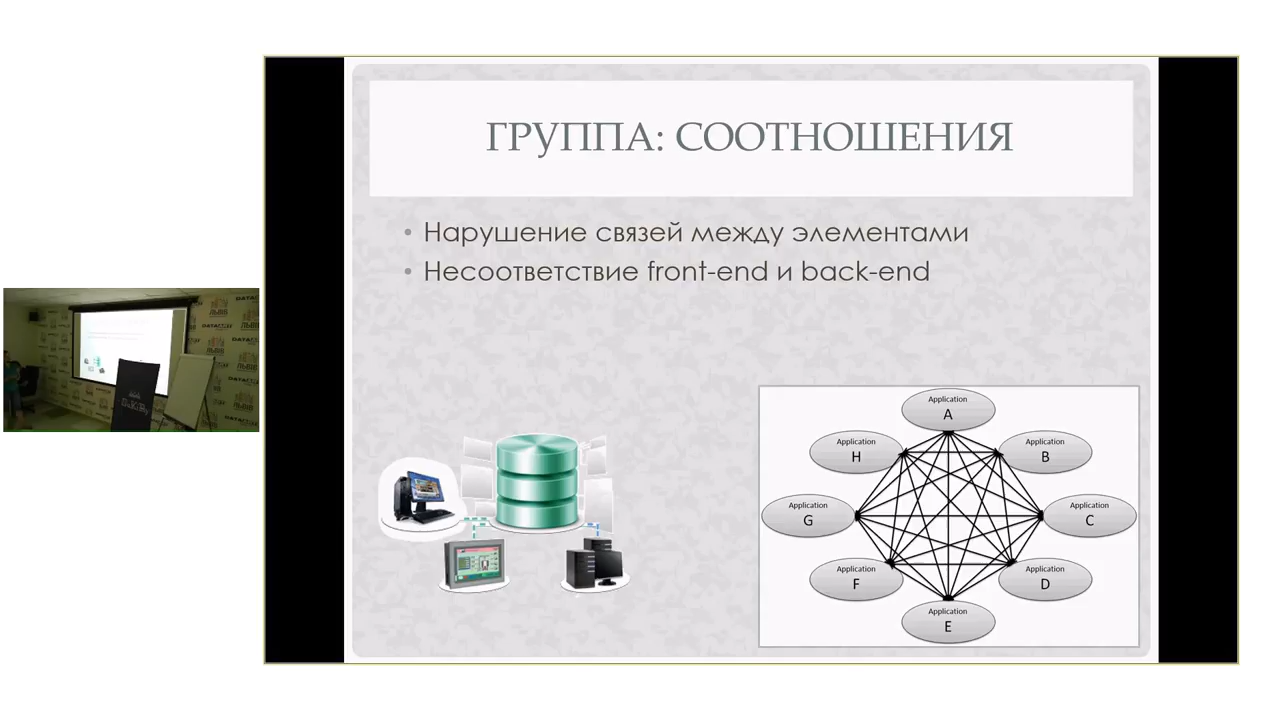 ГРУППА: СООТНОШЕНИЯ
• Нарушение связей между элементами
• Несоответствие front-end и back-end
Application
A
Application
B
Application
C
Application
D
Application
E
Application
F
Application
G
Application
H